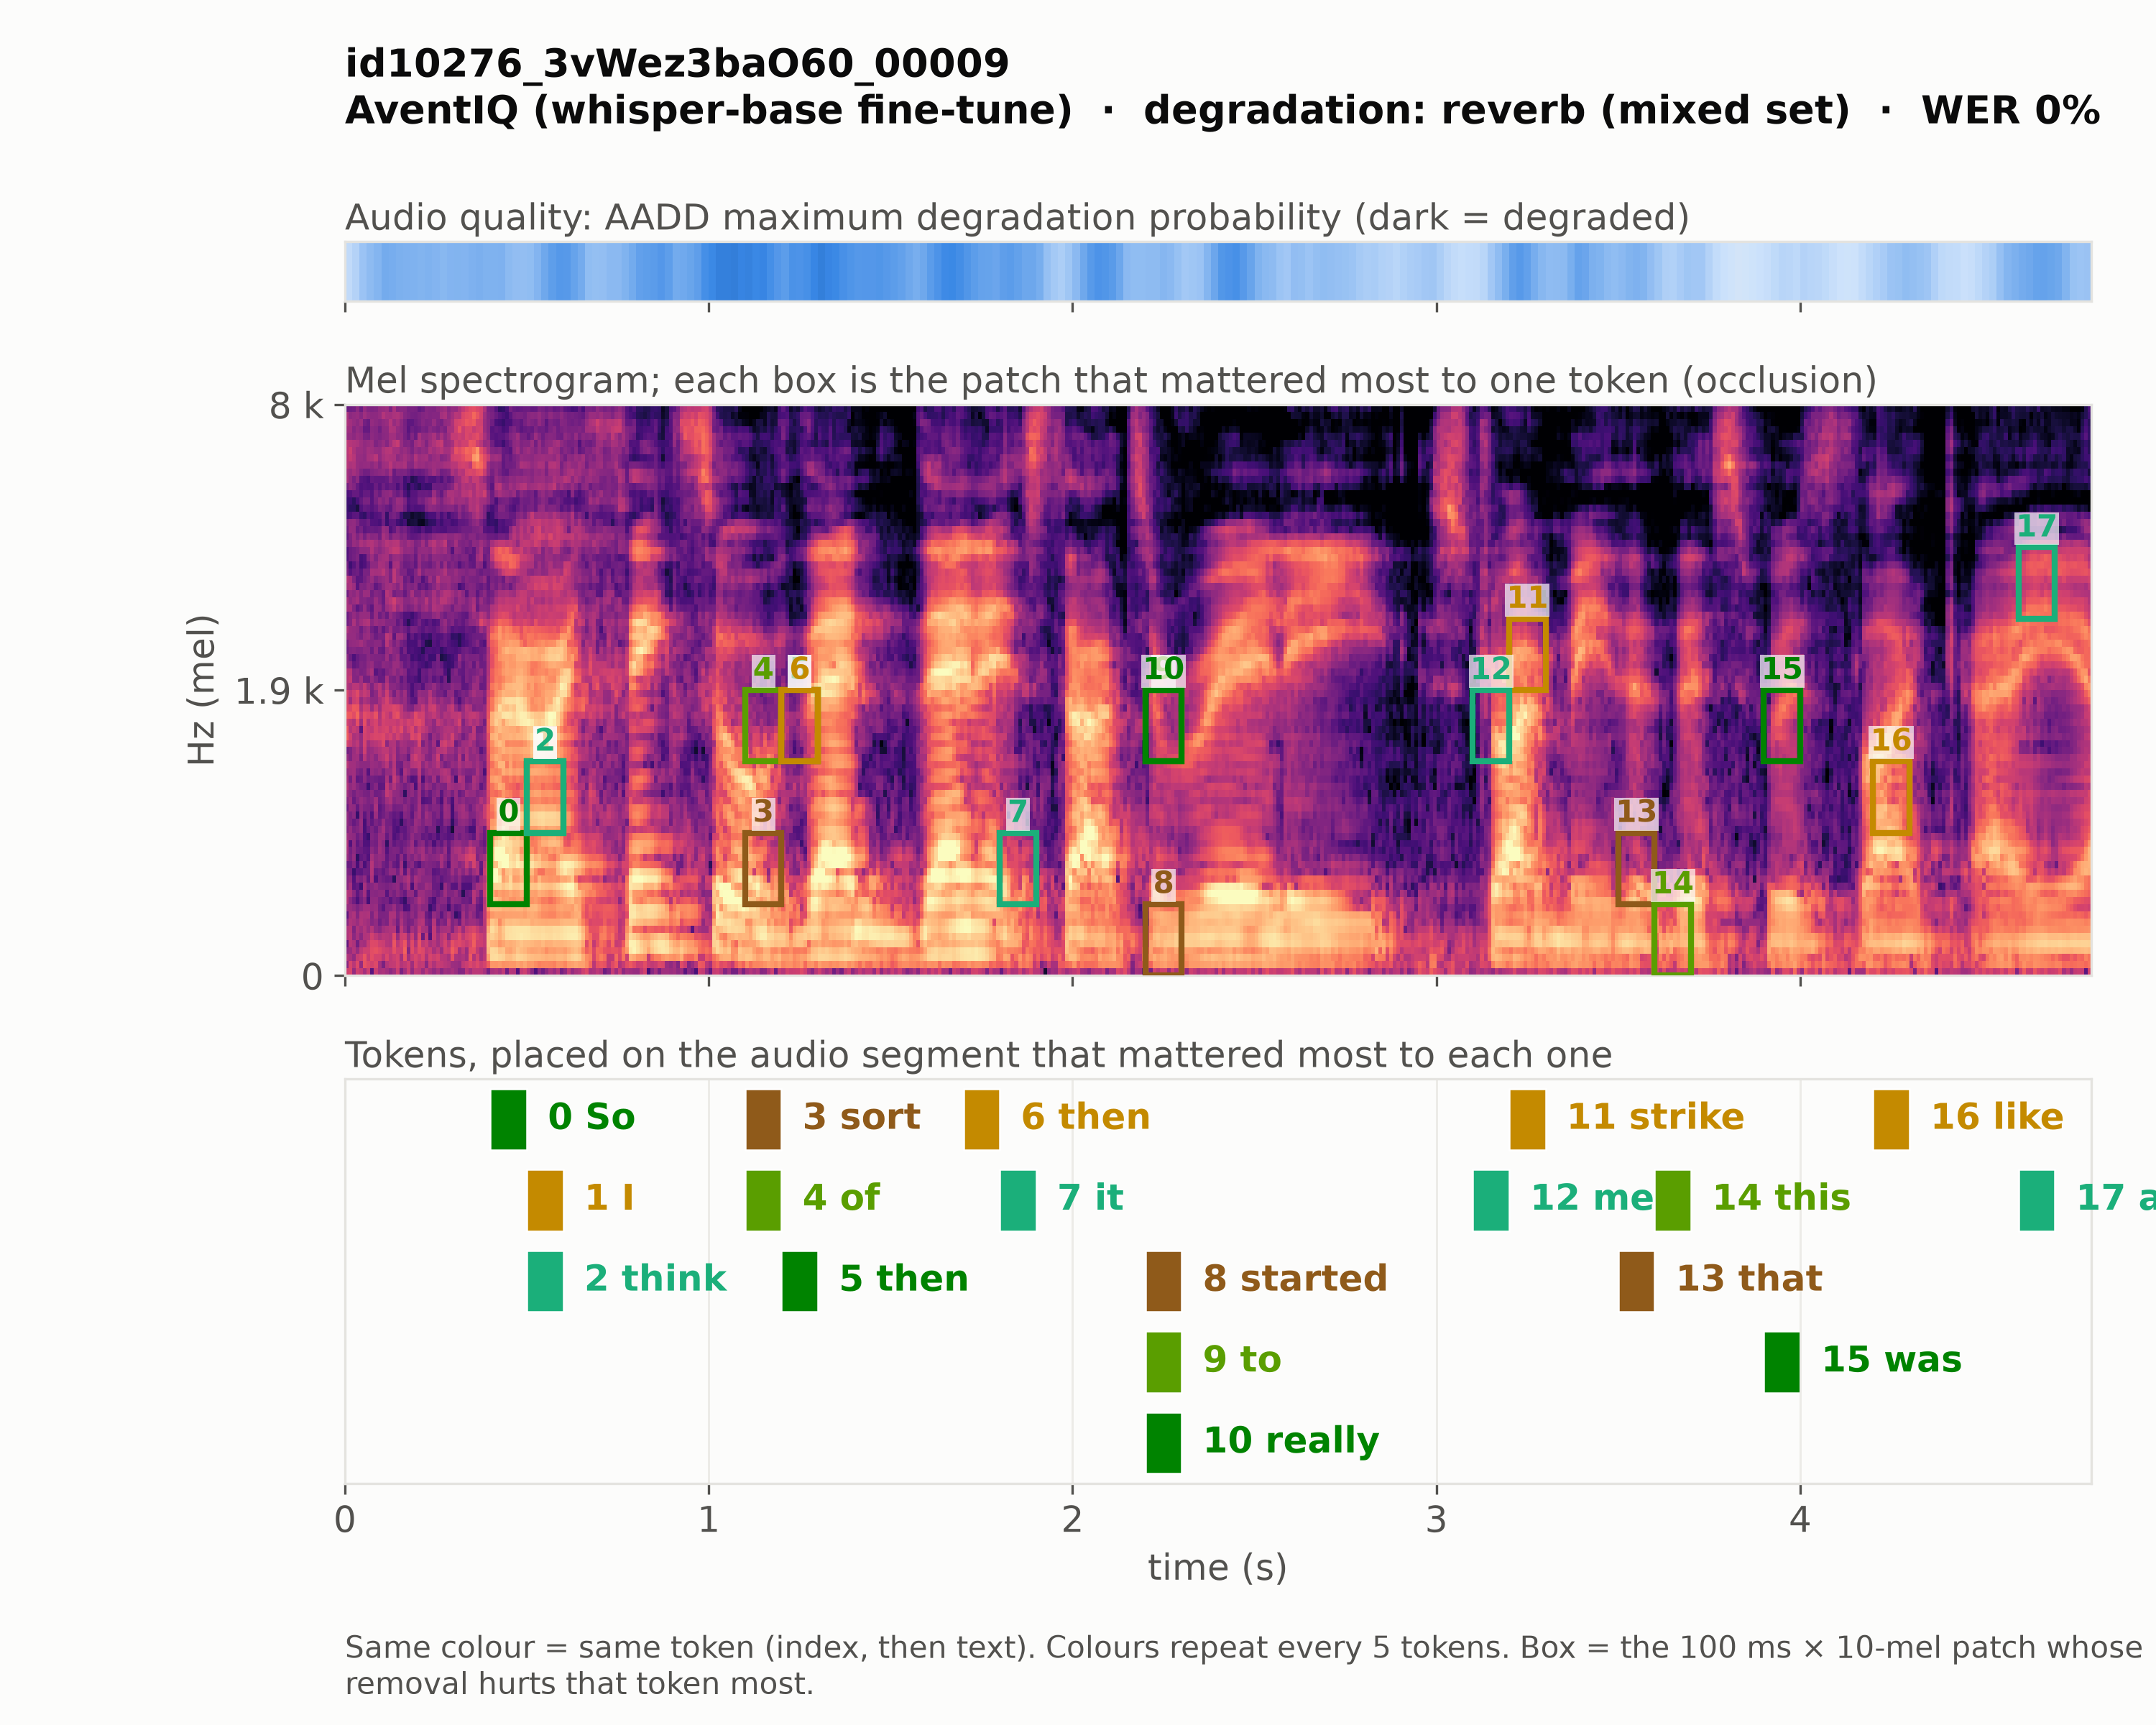 id10276_3vWez3baO60_00009
AventIQ (whisper-base fine-tune) · degradation: reverb (mixed set) · WER 0%
Audio quality: AADD maximum degradation probability (dark = degraded)
Mel spectrogram; each box is the patch that mattered most to one token (occlusion)
8 k
1.9 k
0
Hz (mel)
17
11
4 6 10 12 15
2 16
0 3 7 13
8 14
Tokens, placed on the audio segment that mattered most to each one
0 So 3 sort 6 then 11 strike 16 like
1 I 4 of 7 it 12 me 14 this 17 a
2 think 5 then 8 started 13 that
9 to 15 was
10 really
0 1 2 3 4
time (s)
Same colour = same token (index, then text). Colours repeat every 5 tokens. Box = the 100 ms × 10-mel patch whose
removal hurts that token most.